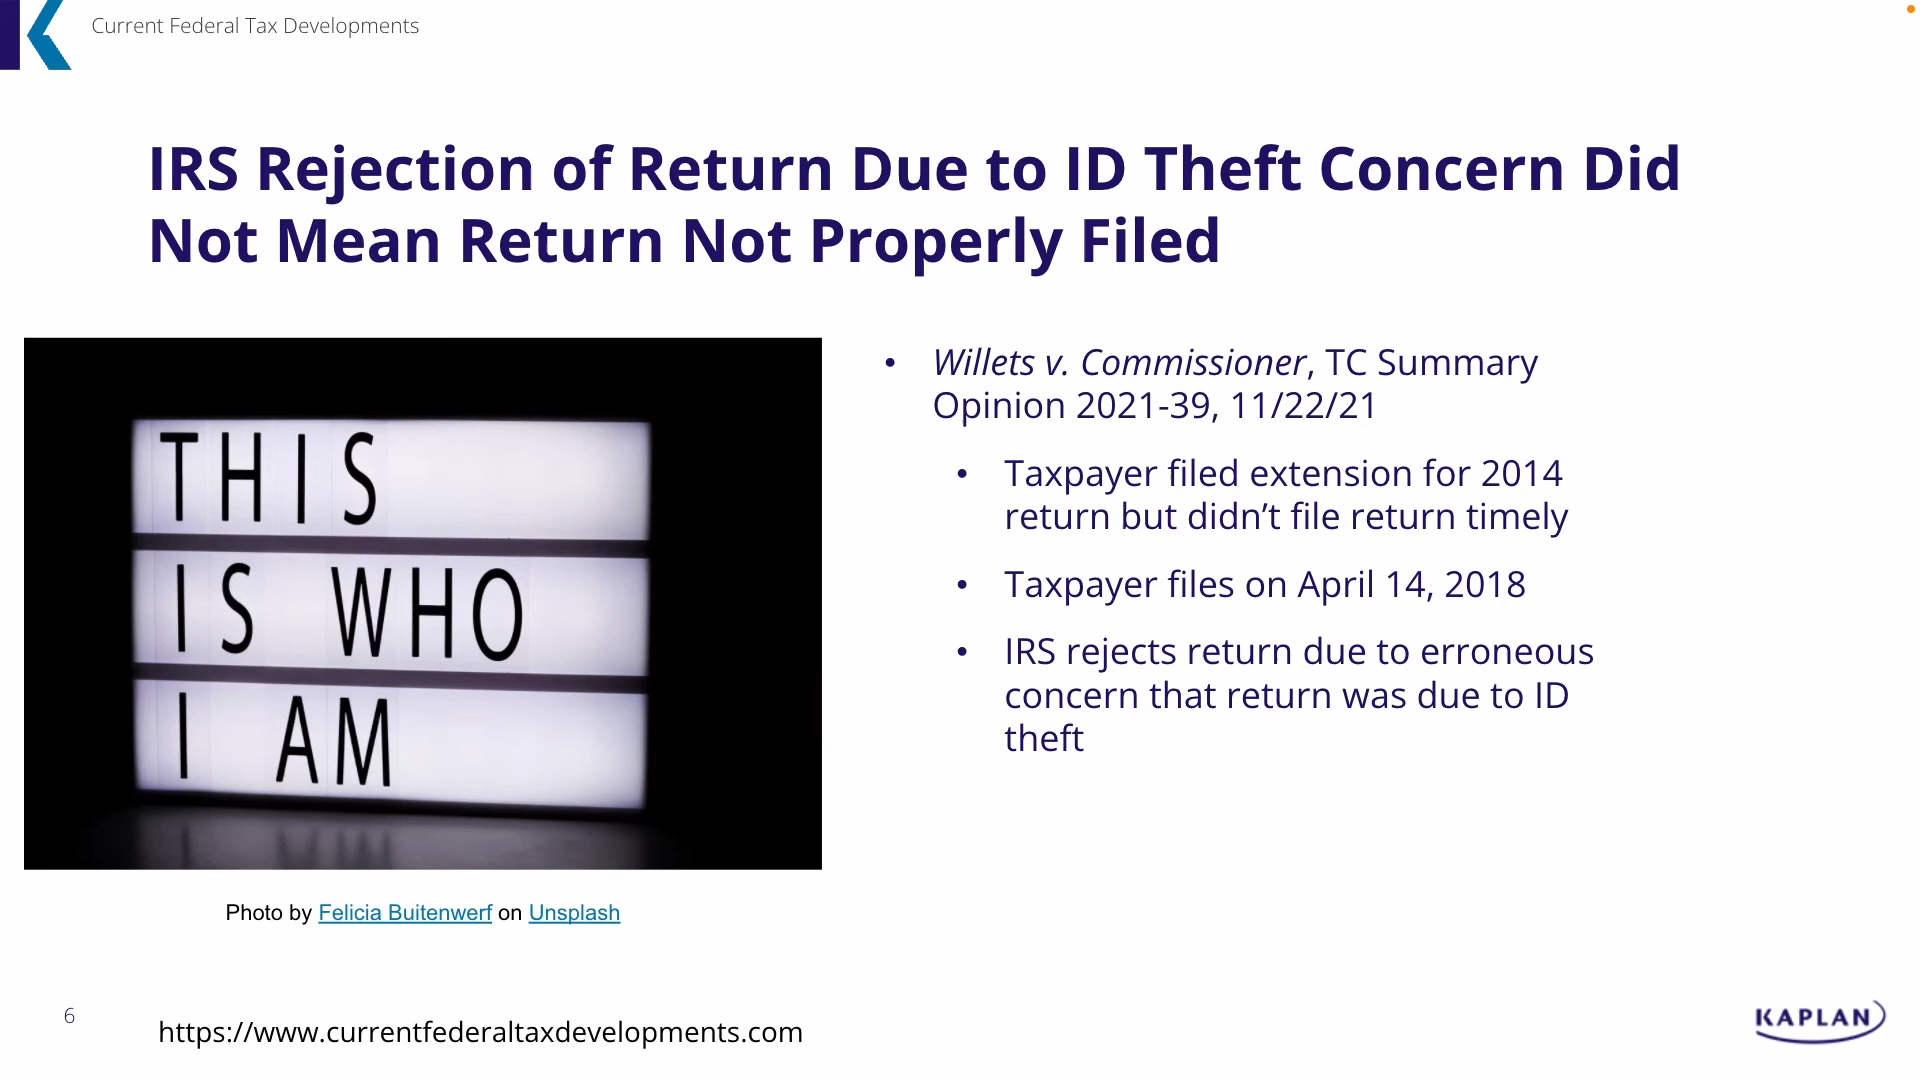 Current Federal Tax Developments
IRS Rejection of Return Due to ID Theft Concern Did
Not Mean Return Not Properly Filed
THIS
IS WHO
I AM
Photo by Felicia Buitenwerf on Unsplash
• Willets v. Commissioner, TC Summary
Opinion 2021-39, 11/22/21
• Taxpayer filed extension for 2014
return but didn’t file return timely
• Taxpayer files on April 14, 2018
• IRS rejects return due to erroneous
concern that return was due to ID
theft
6
https://www.currentfederaltaxdevelopments.com
KAPLAN